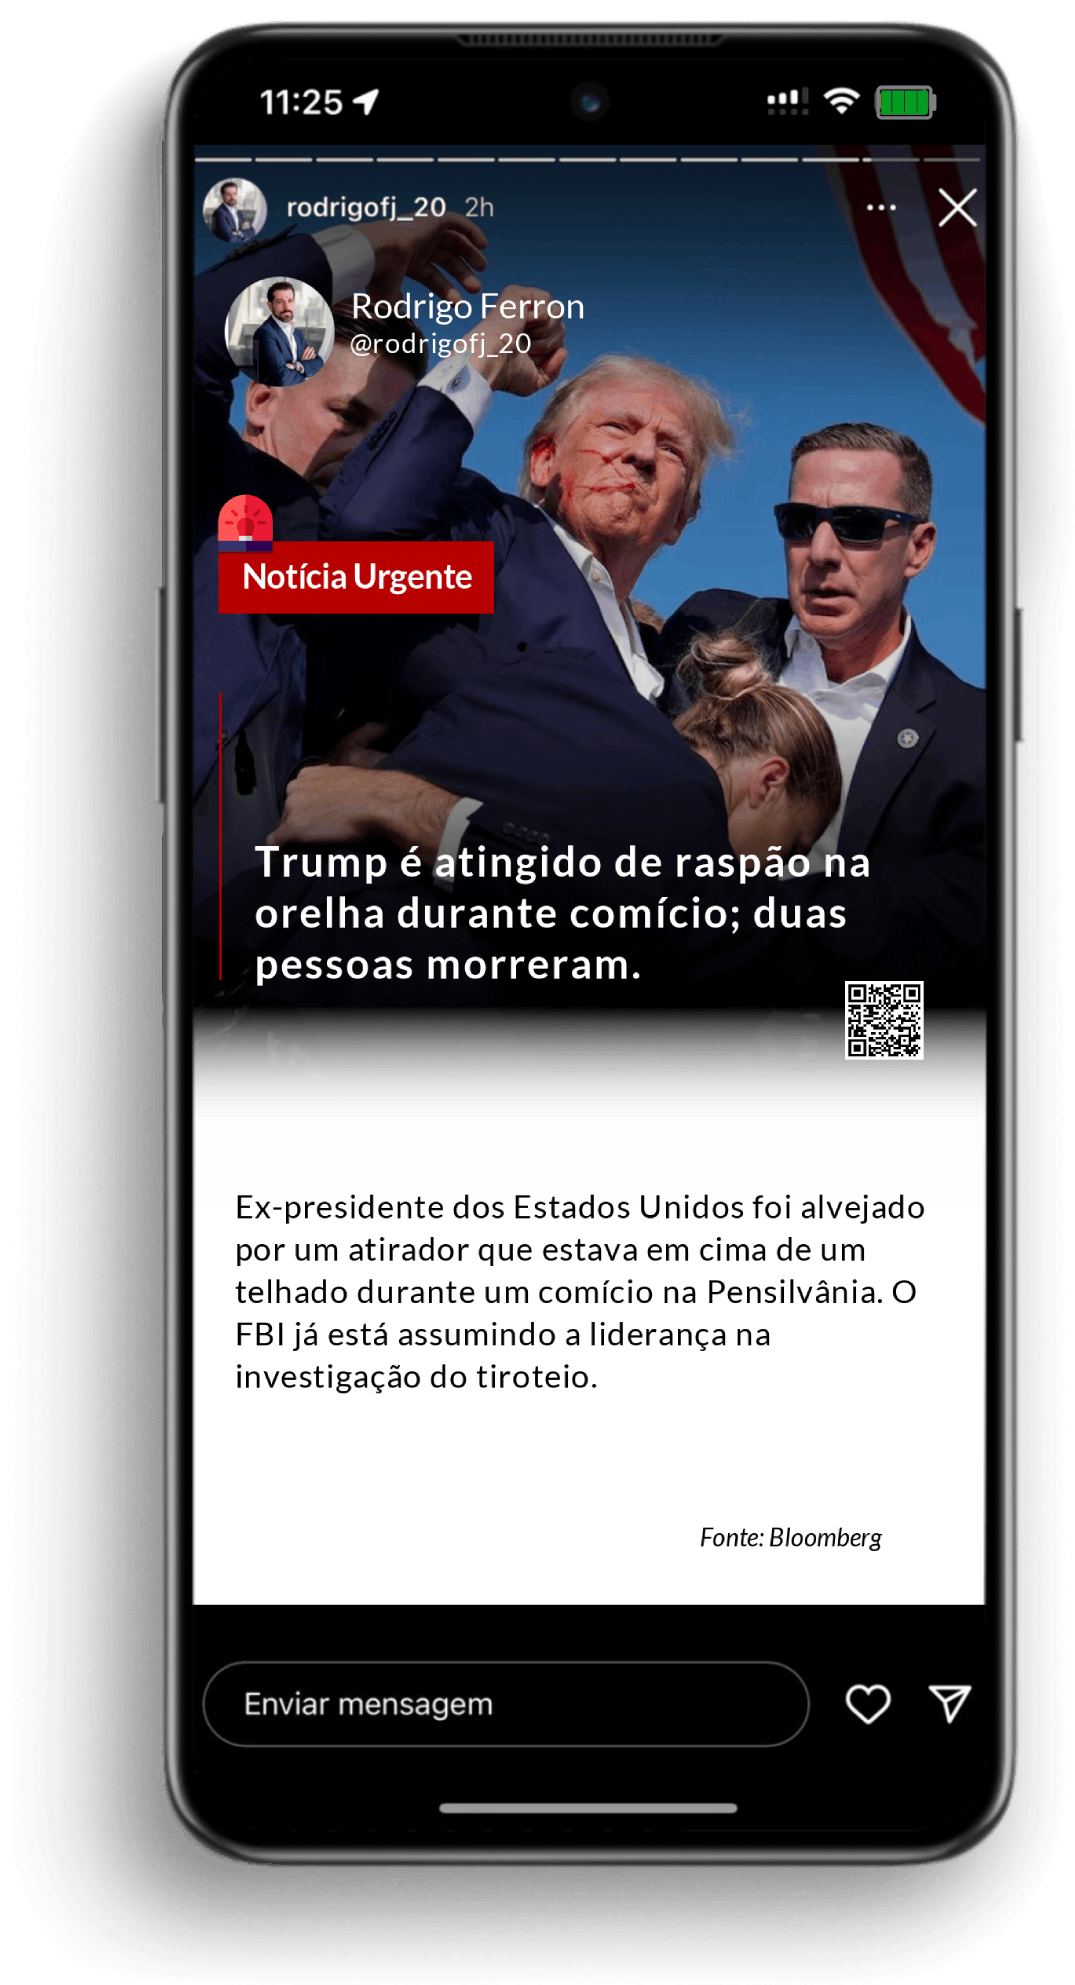 11:25
rodrigofj_20 2h
Rodrigo Ferron
@rodrigofj_20
Notícia Urgente
Trump é atingido de raspão na
orelha durante comício; duas
pessoas morreram.
Ex-presidente dos Estados Unidos foi alvejado
por um atirador que estava em cima de um
telhado durante um comício na Pensilvânia. O
FBI já está assumindo a liderança na
investigação do tiroteio.
Fonte: Bloomberg
Enviar mensagem